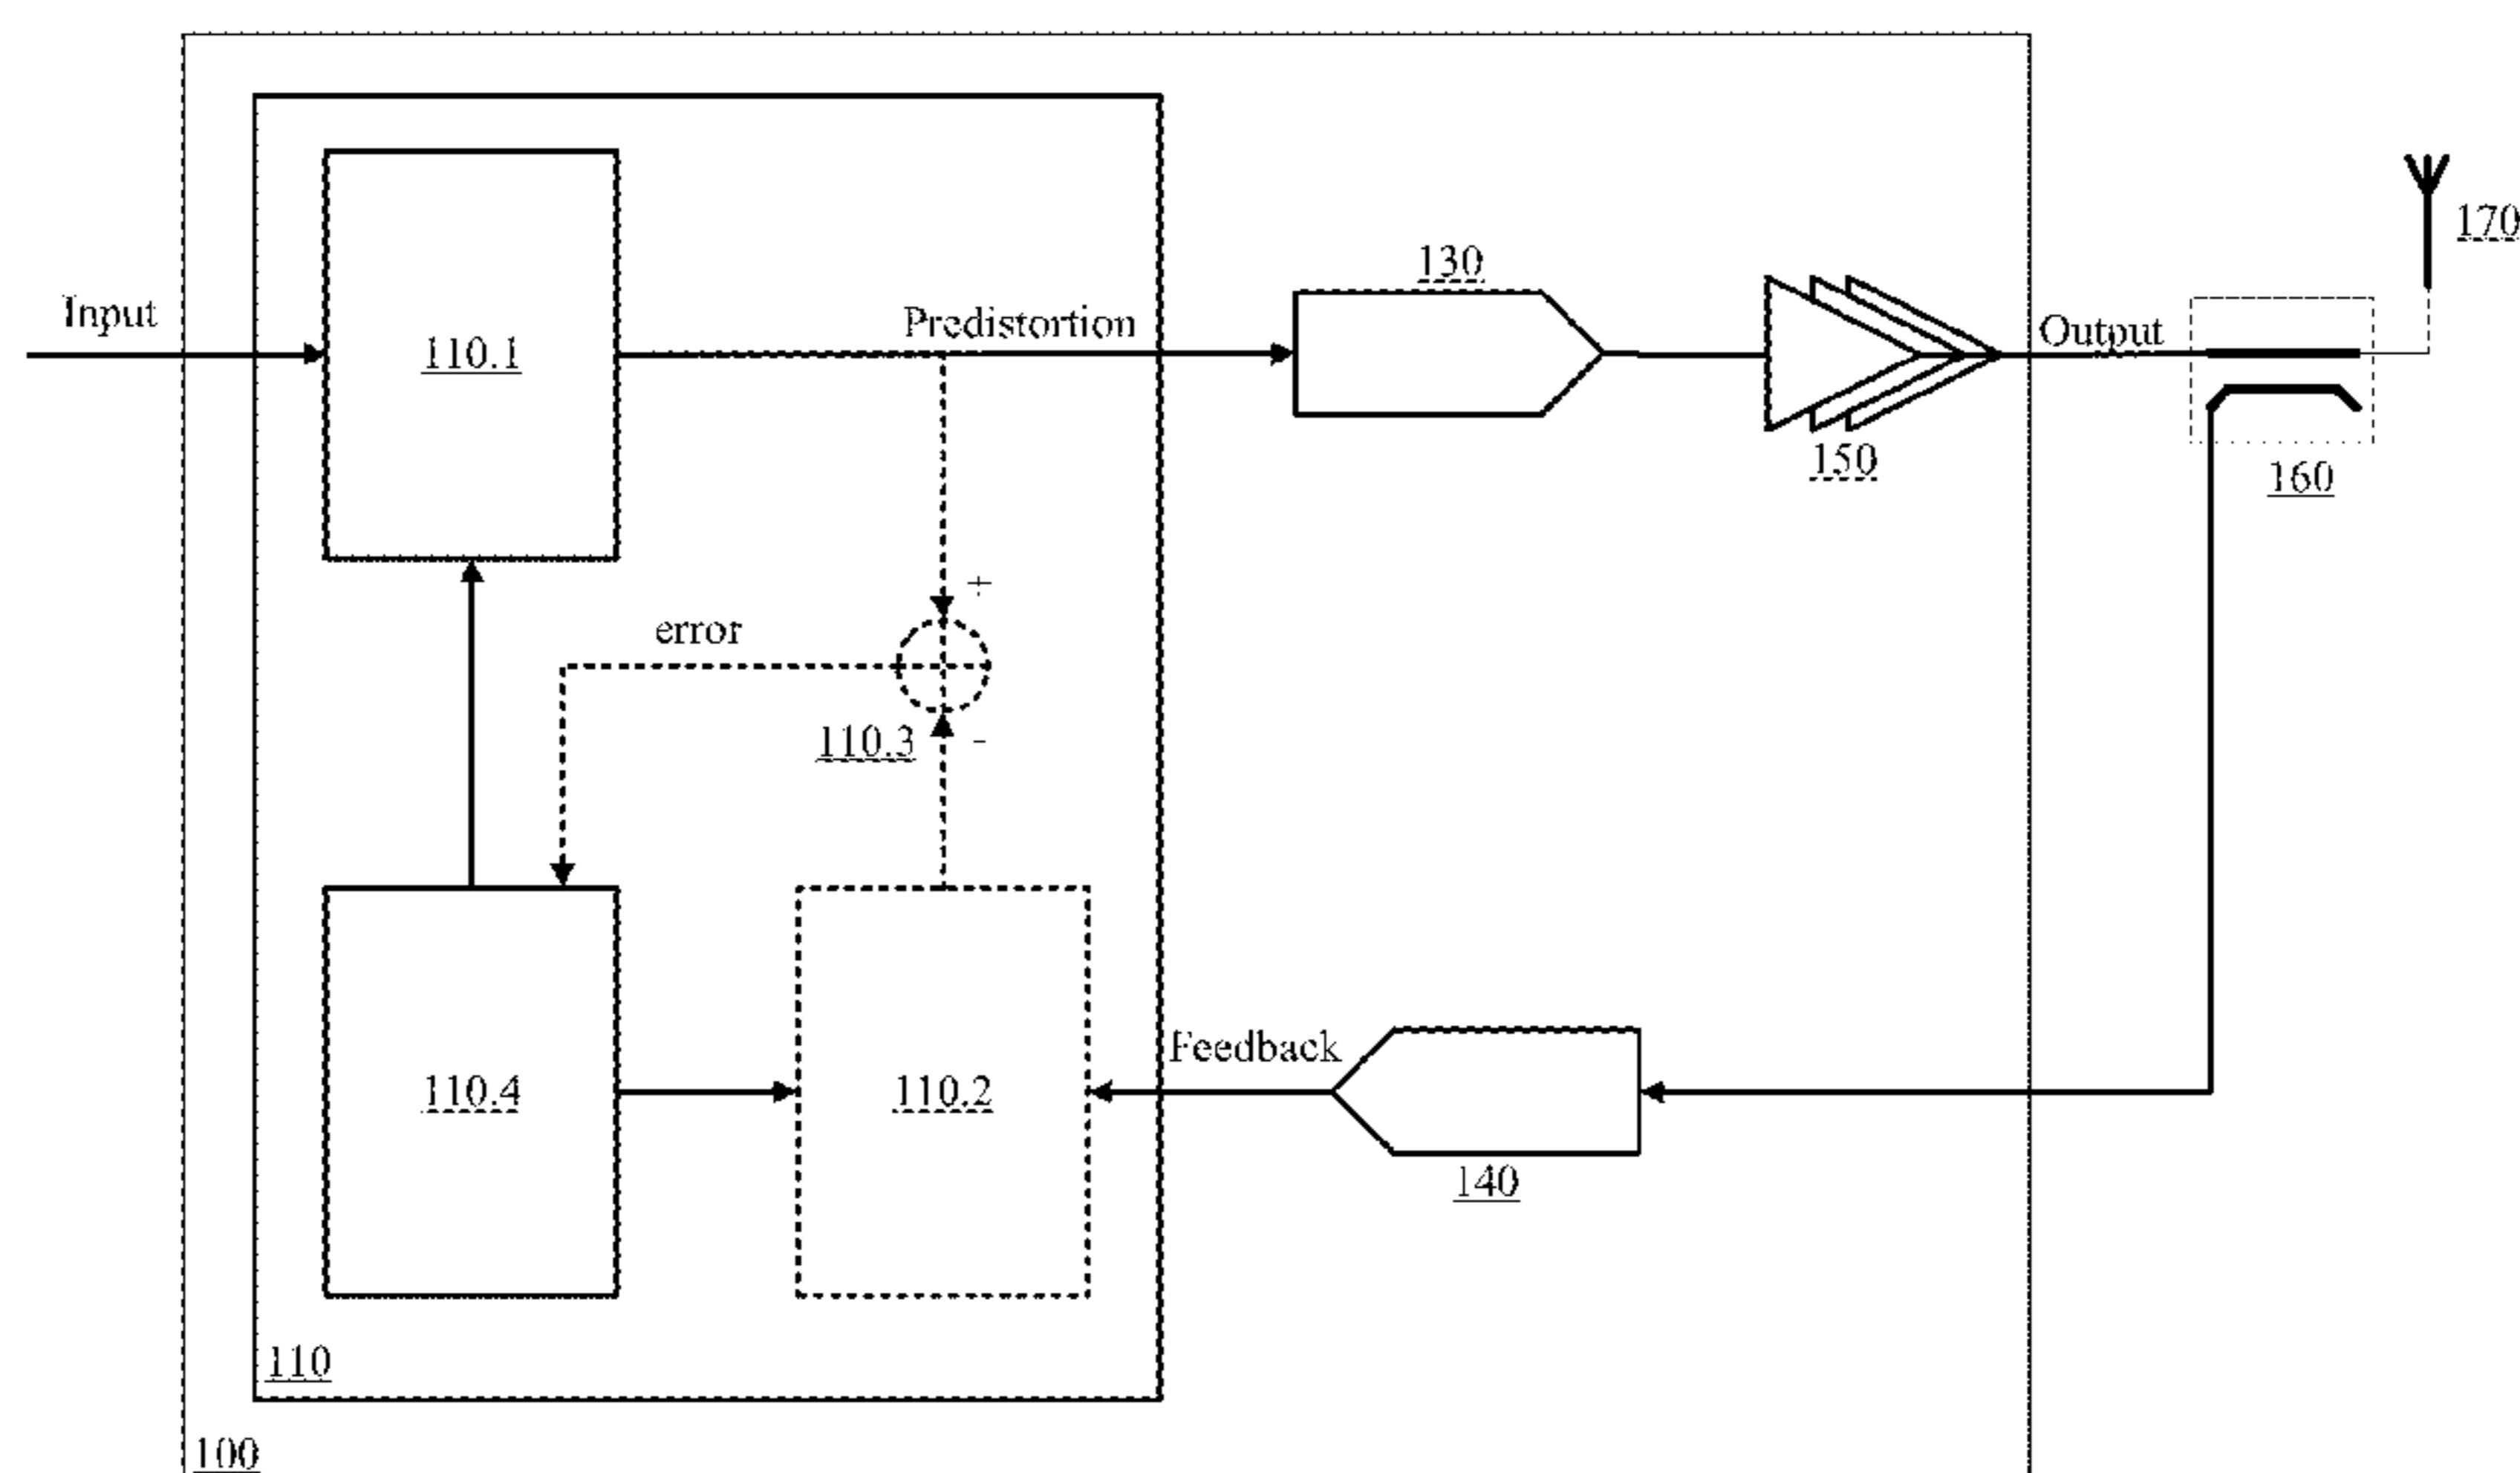 170
130
Input
Predistortion
Output
110.1
150
160
+
error
110.3
-
Feedback
110.4
110.2
140
110
100